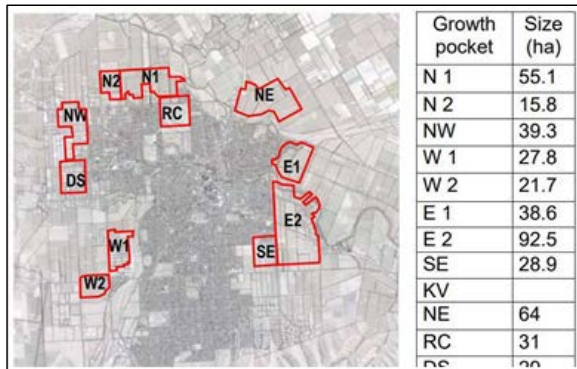 N2 N1
NE
NW
RC
E1
DS
E2
W1
SE
W2
Growth pocket Size (ha)
N 1 55.1
N 2 15.8
NW 39.3
W 1 27.8
W 2 21.7
E 1 38.6
E 2 92.5
SE 28.9
KV
NE 64
RC 31
DS 20